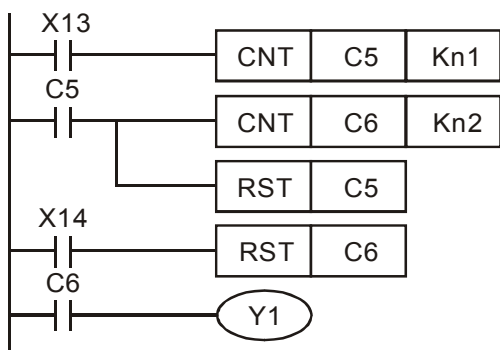 X13
CNT C5 Kn1
C5
CNT C6 Kn2
RST C5
X14
RST C6
C6
Y1